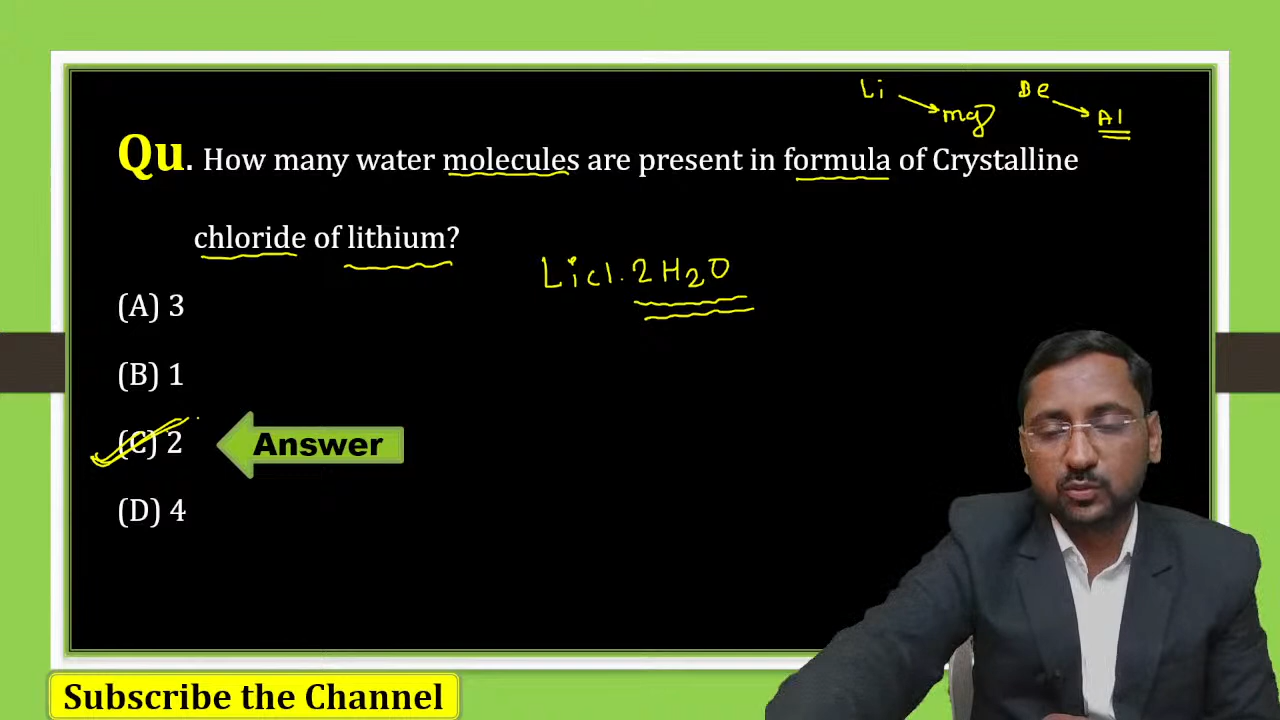 Li → Mg Be → Al
Qu. How many water molecules are present in formula of Crystalline
chloride of lithium?
Licl. 2H₂O
(A) 3
(B) 1
(C) 2 Answer
(D) 4
Subscribe the Channel